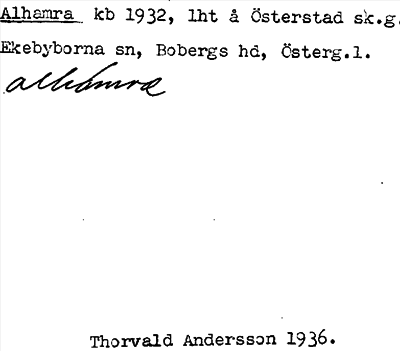 Alhamra kb 1932, lht å Österstad sk.g.
Ekebyborna sn, Bobergs hd, Österg.l.
alhamra
Thorvald Andersson 1936.